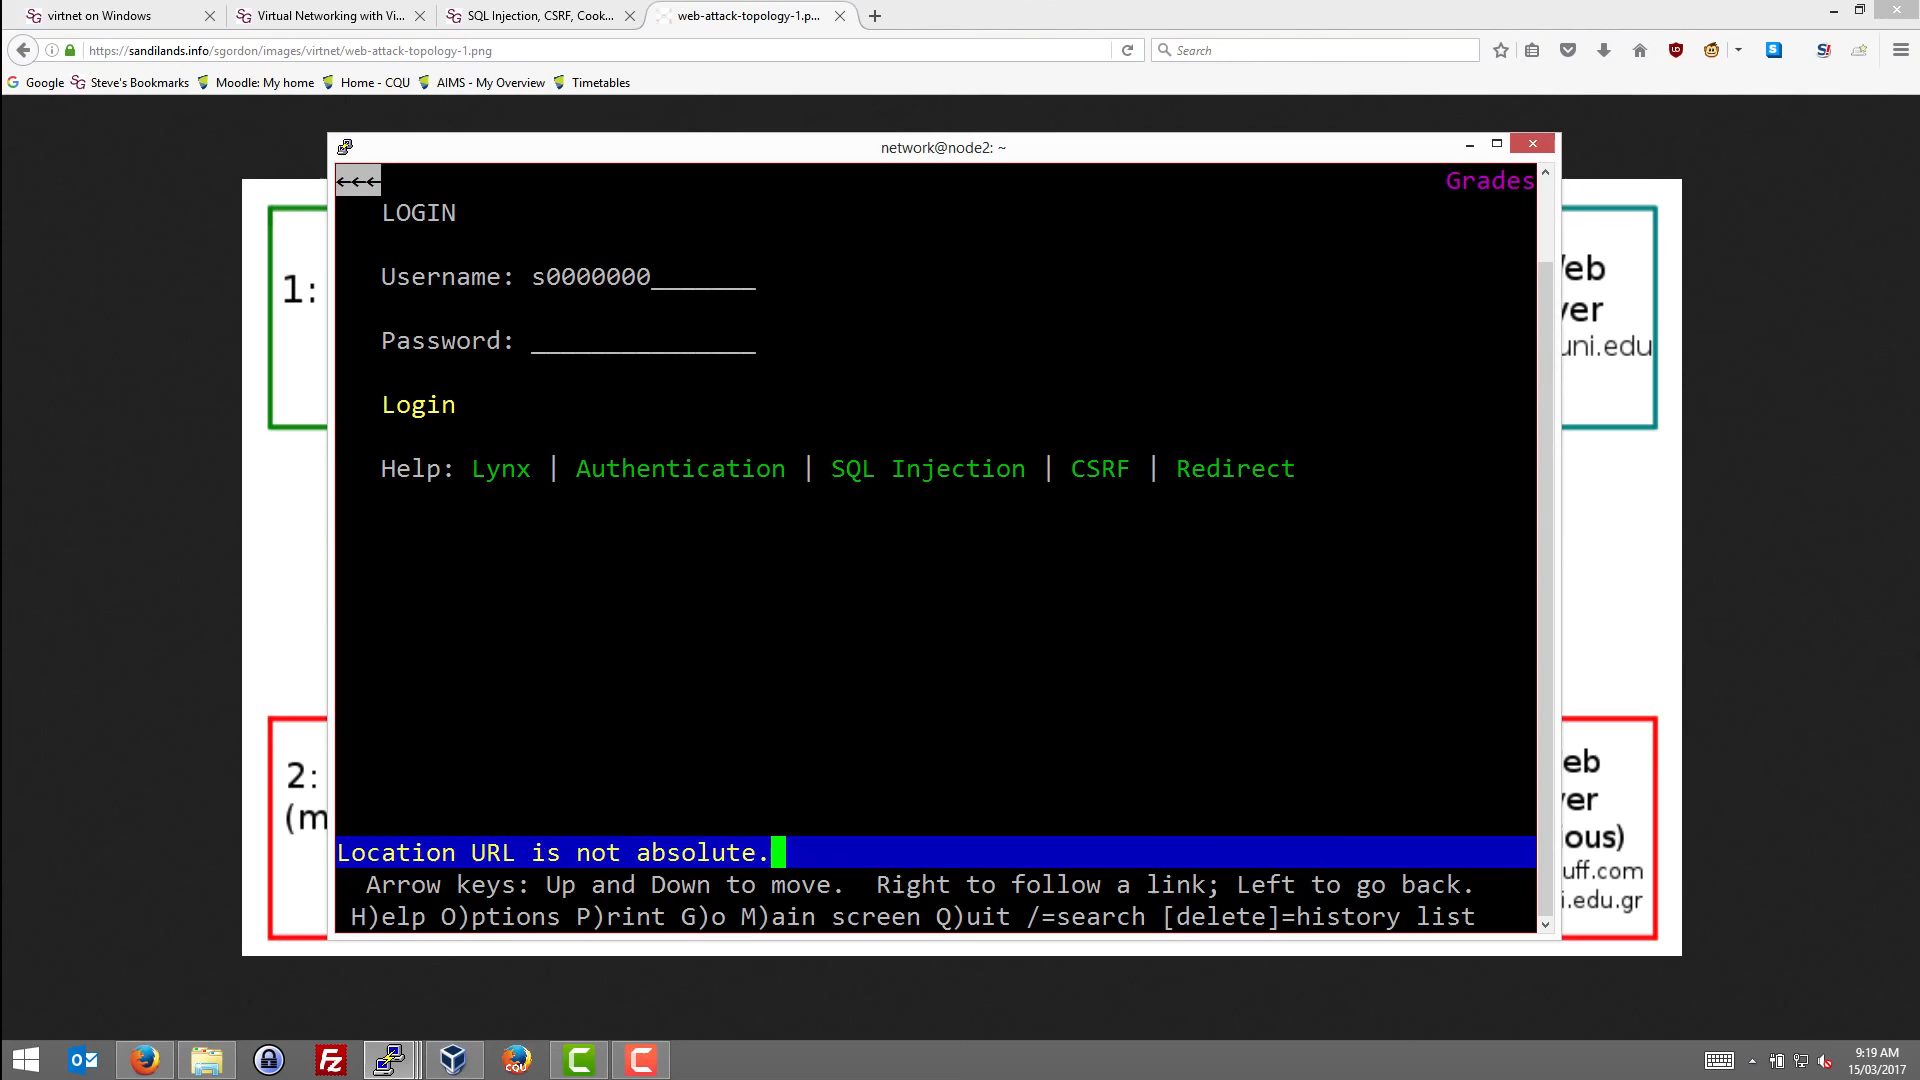 virtnet on Windows
Virtual Networking with Vi...
SQL Injection, CSRF, Cook...
web-attack-topology-1.p...
https://sandilands.info/sgordon/images/virtnet/web-attack-topology-1.png
Search
Google
Steve's Bookmarks
Moodle: My home
Home - CQU
AIMS - My Overview
Timetables
network@node2: ~
←←← Grades
LOGIN
Username: s0000000_______
Password: _______________
Login
Help: Lynx | Authentication | SQL Injection | CSRF | Redirect
Location URL is not absolute.
Arrow keys: Up and Down to move. Right to follow a link; Left to go back.
H)elp O)ptions P)rint G)o M)ain screen Q)uit /=search [delete]=history list
1:
2:
(m
eb
ver
uni.edu
eb
ver
ious)
uff.com
i.edu.gr
9:19 AM
15/03/2017